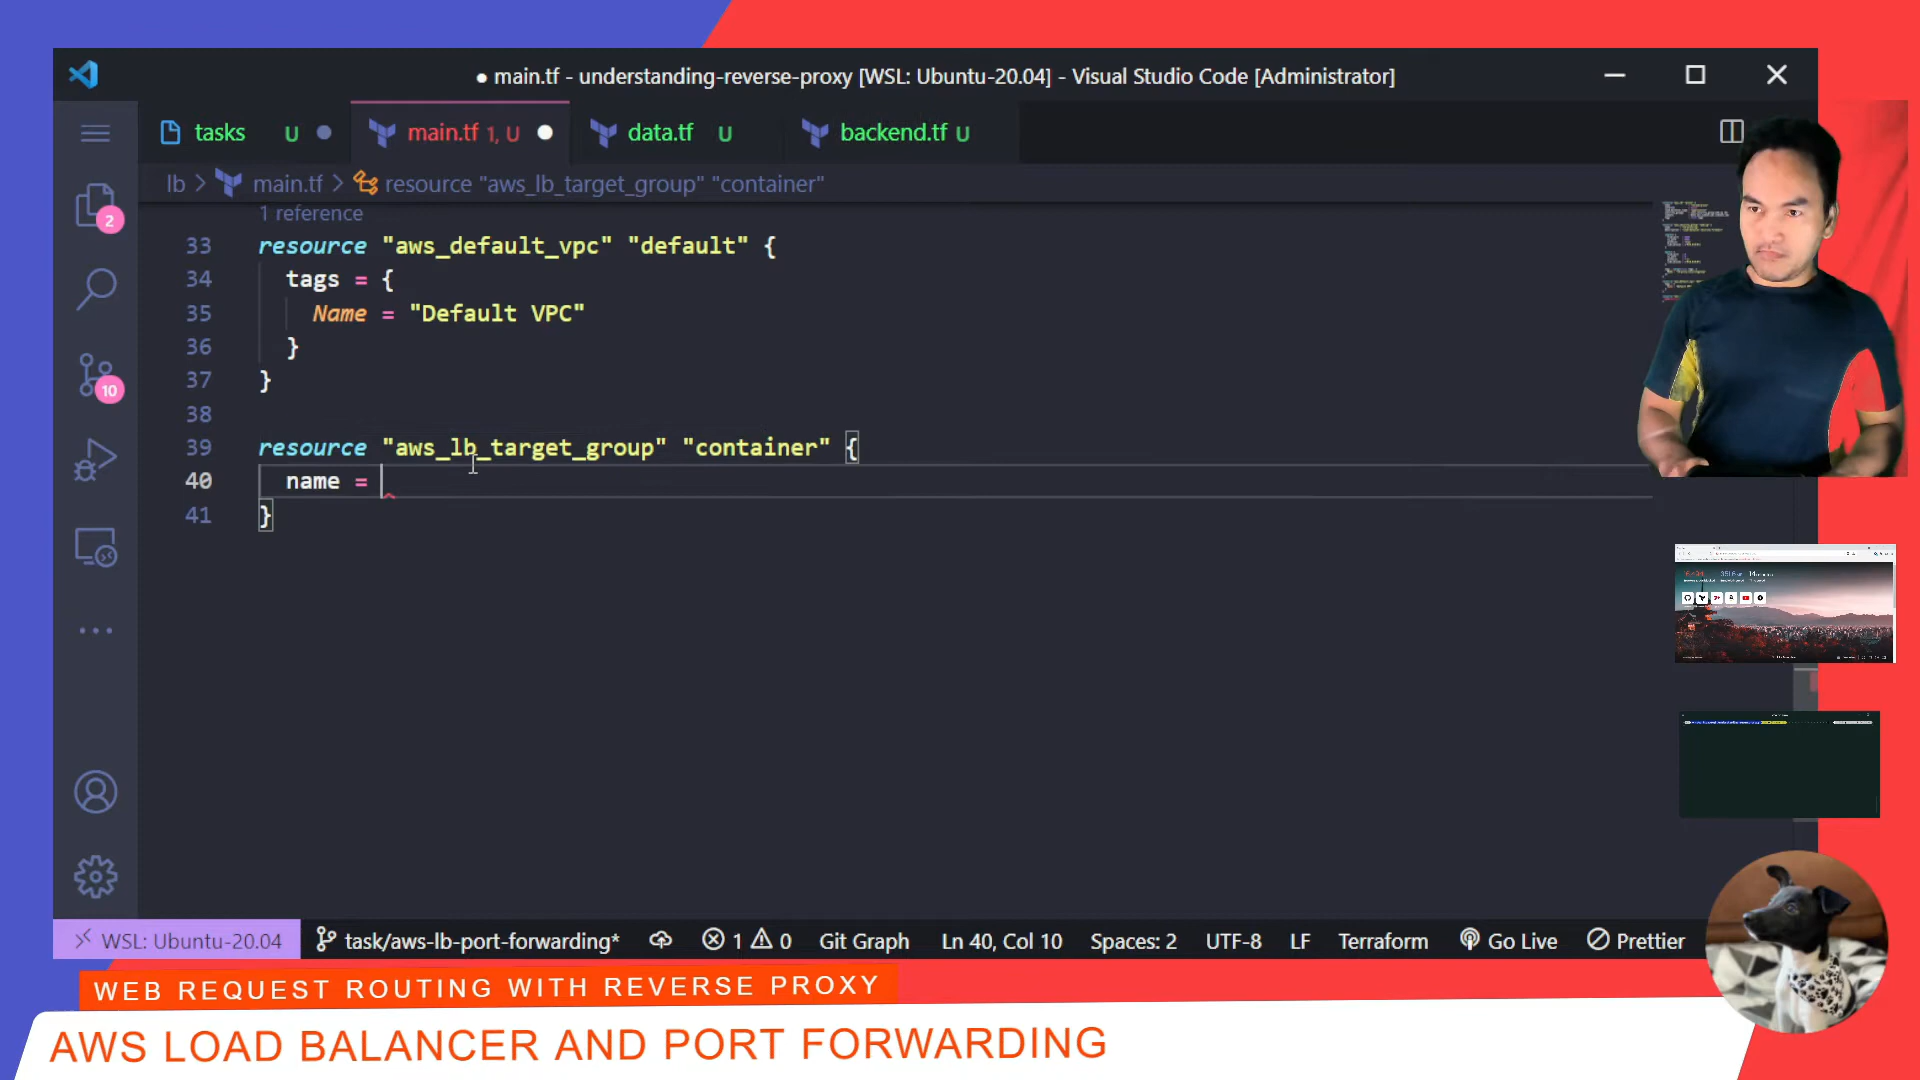 ● main.tf - understanding-reverse-proxy [WSL: Ubuntu-20.04] - Visual Studio Code [Administrator]
tasks U ● main.tf 1, U ● data.tf U backend.tf U
lb > main.tf > resource "aws_lb_target_group" "container"
1 reference
33 resource "aws_default_vpc" "default" {
34 tags = {
35 Name = "Default VPC"
36 }
37 }
38
39 resource "aws_lb_target_group" "container" {
40 name =
41 }
2
10
WSL: Ubuntu-20.04 task/aws-lb-port-forwarding* 1 0 Git Graph Ln 40, Col 10 Spaces: 2 UTF-8 LF Terraform Go Live Prettier
WEB REQUEST ROUTING WITH REVERSE PROXY
AWS LOAD BALANCER AND PORT FORWARDING